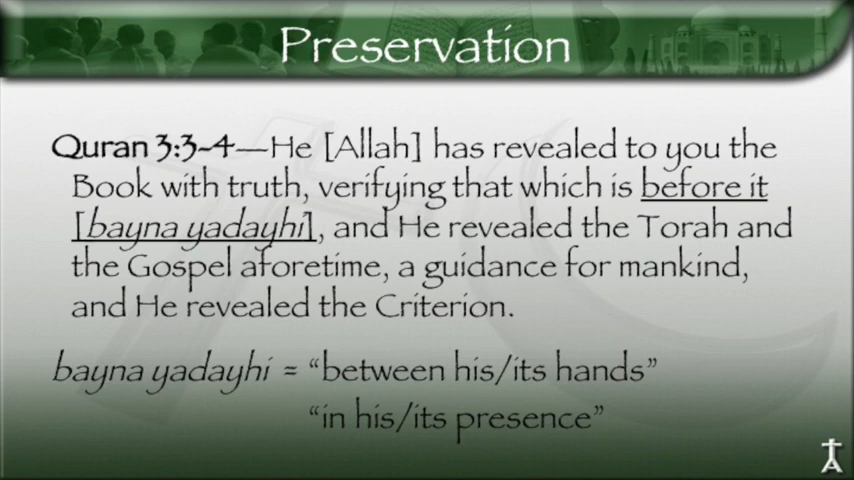 Preservation
Quran 3:3-4—He [Allah] has revealed to you the
Book with truth, verifying that which is before it
[bayna yadayhi], and He revealed the Torah and
the Gospel aforetime, a guidance for mankind,
and He revealed the Criterion.
bayna yadayhi = “between his/its hands”
“in his/its presence”